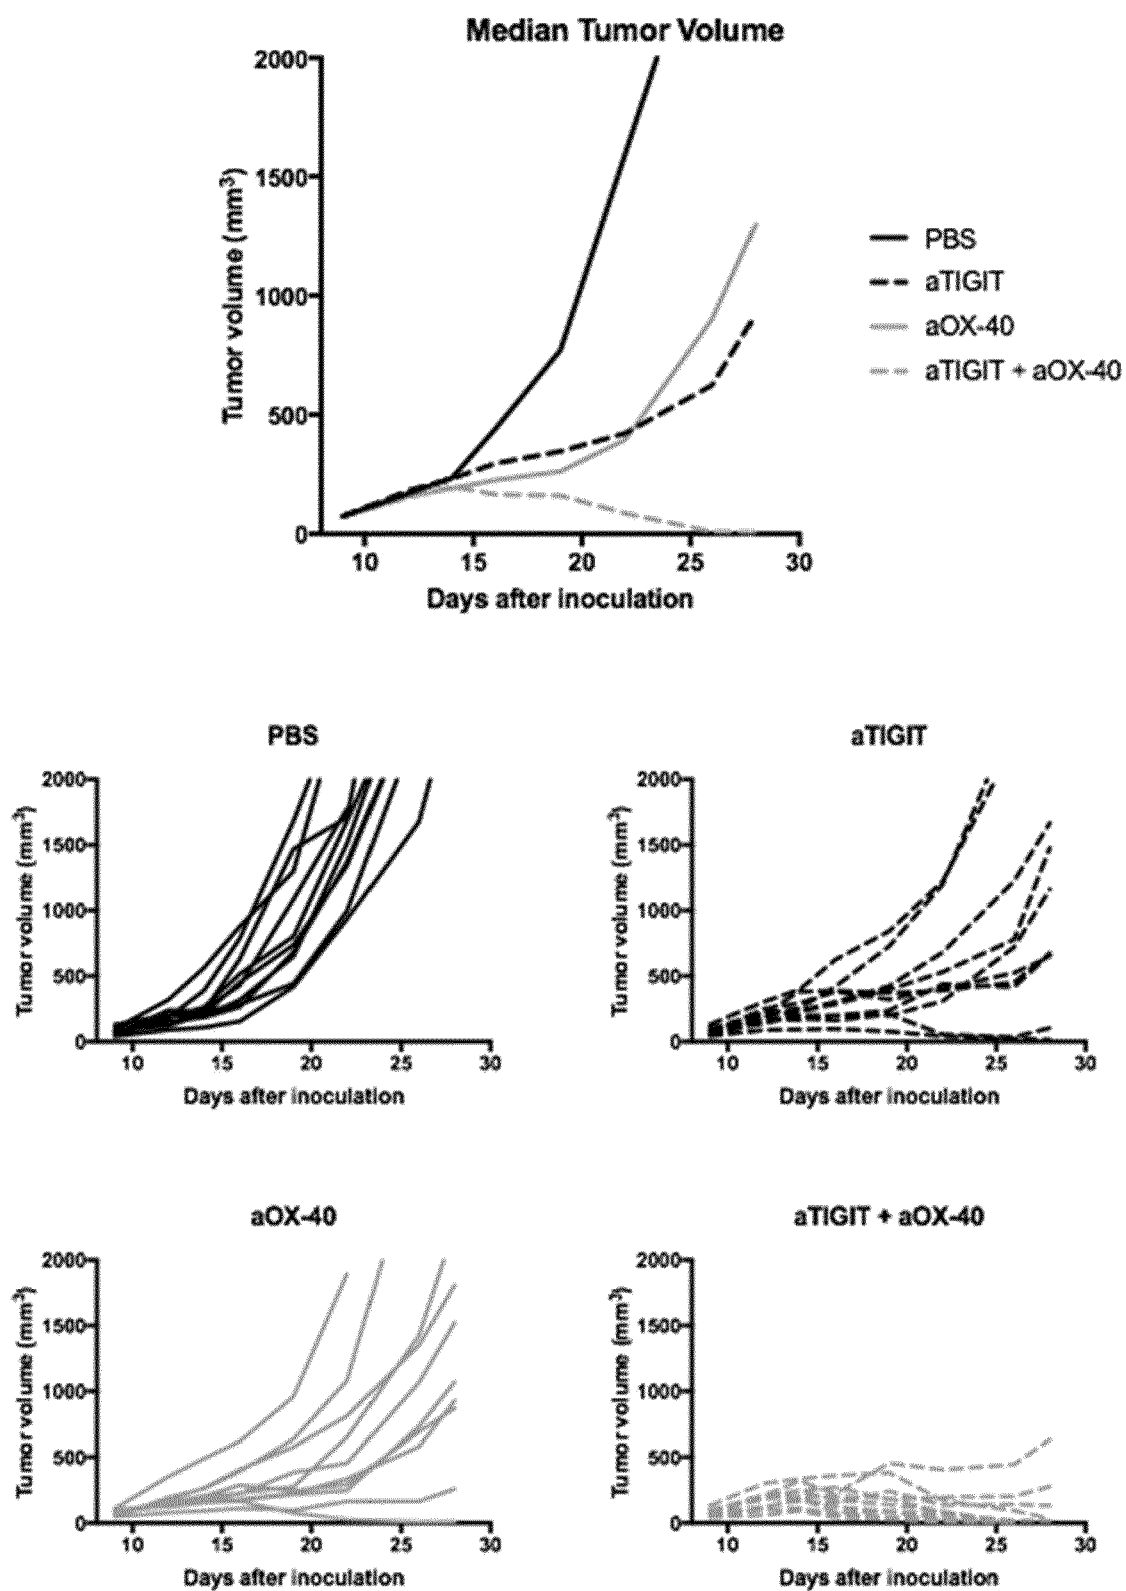 Median Tumor Volume
2000
1500
1000
500
0
Tumor volume (mm³)
10 15 20 25 30
Days after inoculation
PBS
aTIGIT
aOX-40
aTIGIT + aOX-40
PBS
2000
1500
1000
500
0
Tumor volume (mm³)
10 15 20 25 30
Days after inoculation
aTIGIT
2000
1500
1000
500
0
Tumor volume (mm³)
10 15 20 25 30
Days after inoculation
aOX-40
2000
1500
1000
500
0
Tumor volume (mm³)
10 15 20 25 30
Days after inoculation
aTIGIT + aOX-40
2000
1500
1000
500
0
Tumor volume (mm³)
10 15 20 25 30
Days after inoculation